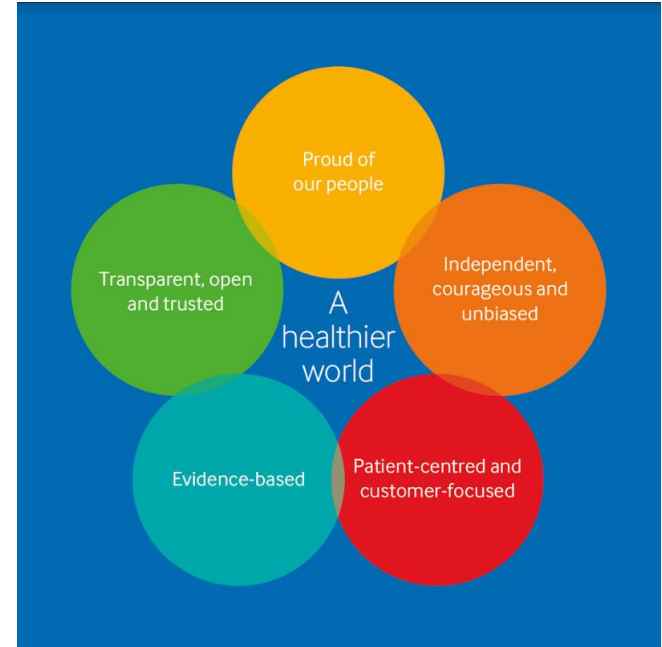 Proud of
our people
Transparent, open
and trusted
Independent,
courageous and
unbiased
A
healthier
world
Evidence-based
Patient-centred and
customer-focused